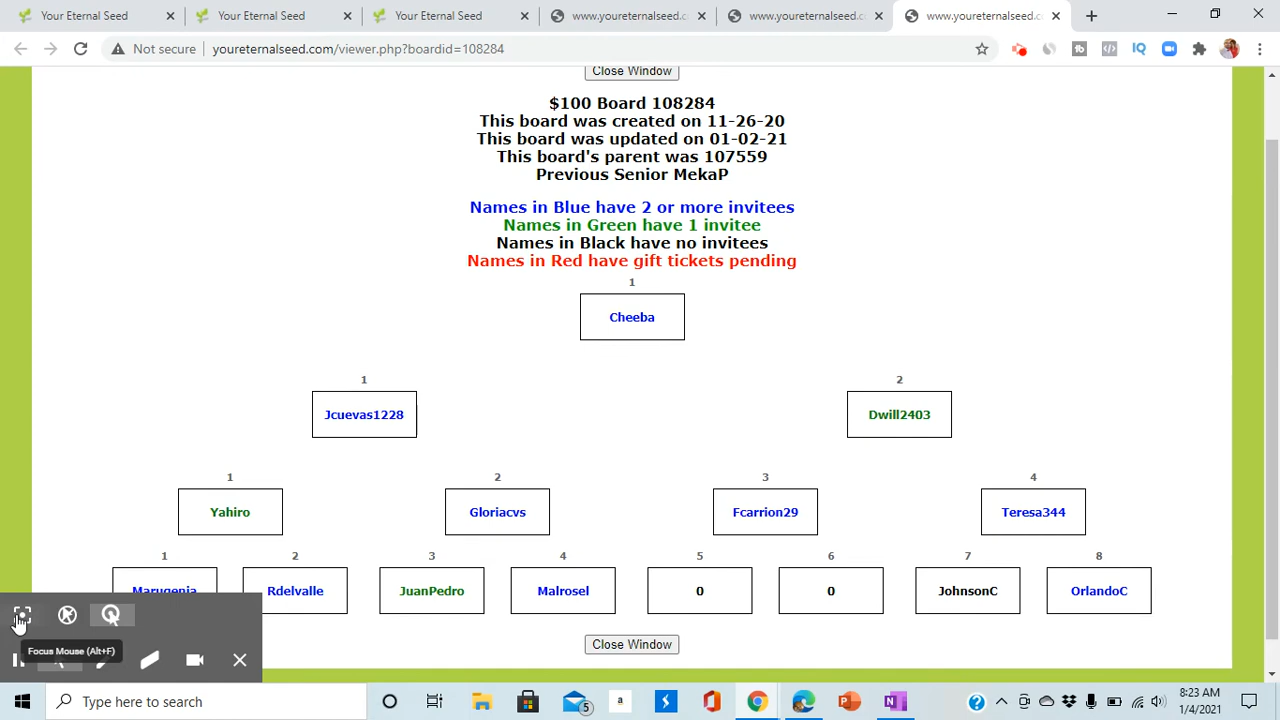 Your Eternal Seed
Your Eternal Seed
Your Eternal Seed
www.youreternalseed.co
www.youreternalseed.co
www.youreternalseed.co
Not secure
youreternalseed.com/viewer.php?boardid=108284
IQ
Close Window
$100 Board 108284
This board was created on 11-26-20
This board was updated on 01-02-21
This board's parent was 107559
Previous Senior MekaP
Names in Blue have 2 or more invitees
Names in Green have 1 invitee
Names in Black have no invitees
Names in Red have gift tickets pending
1
Cheeba
1 2
Jcuevas1228 Dwill2403
1 2 3 4
Yahiro Gloriacvs Fcarrion29 Teresa344
1 2 3 4 5 6 7 8
Marugenia Rdelvalle JuanPedro Malrosel 0 0 JohnsonC OrlandoC
Focus Mouse (Alt+F)
Close Window
Type here to search
5
a
8:23 AM
1/4/2021